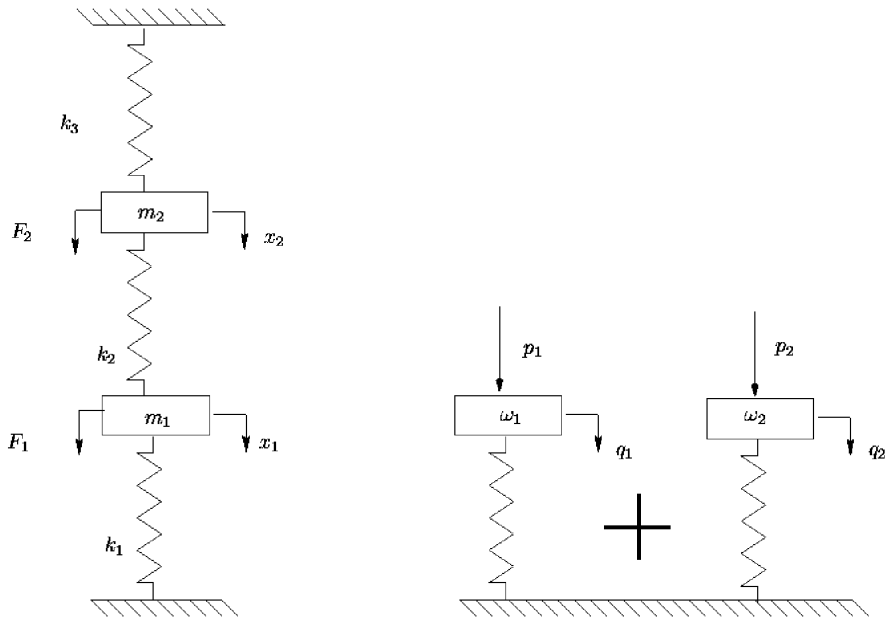 k₃
m₂
F₂
x₂
k₂
m₁
F₁
x₁
k₁
p₁
p₂
ω₁
ω₂
q₁
q₂